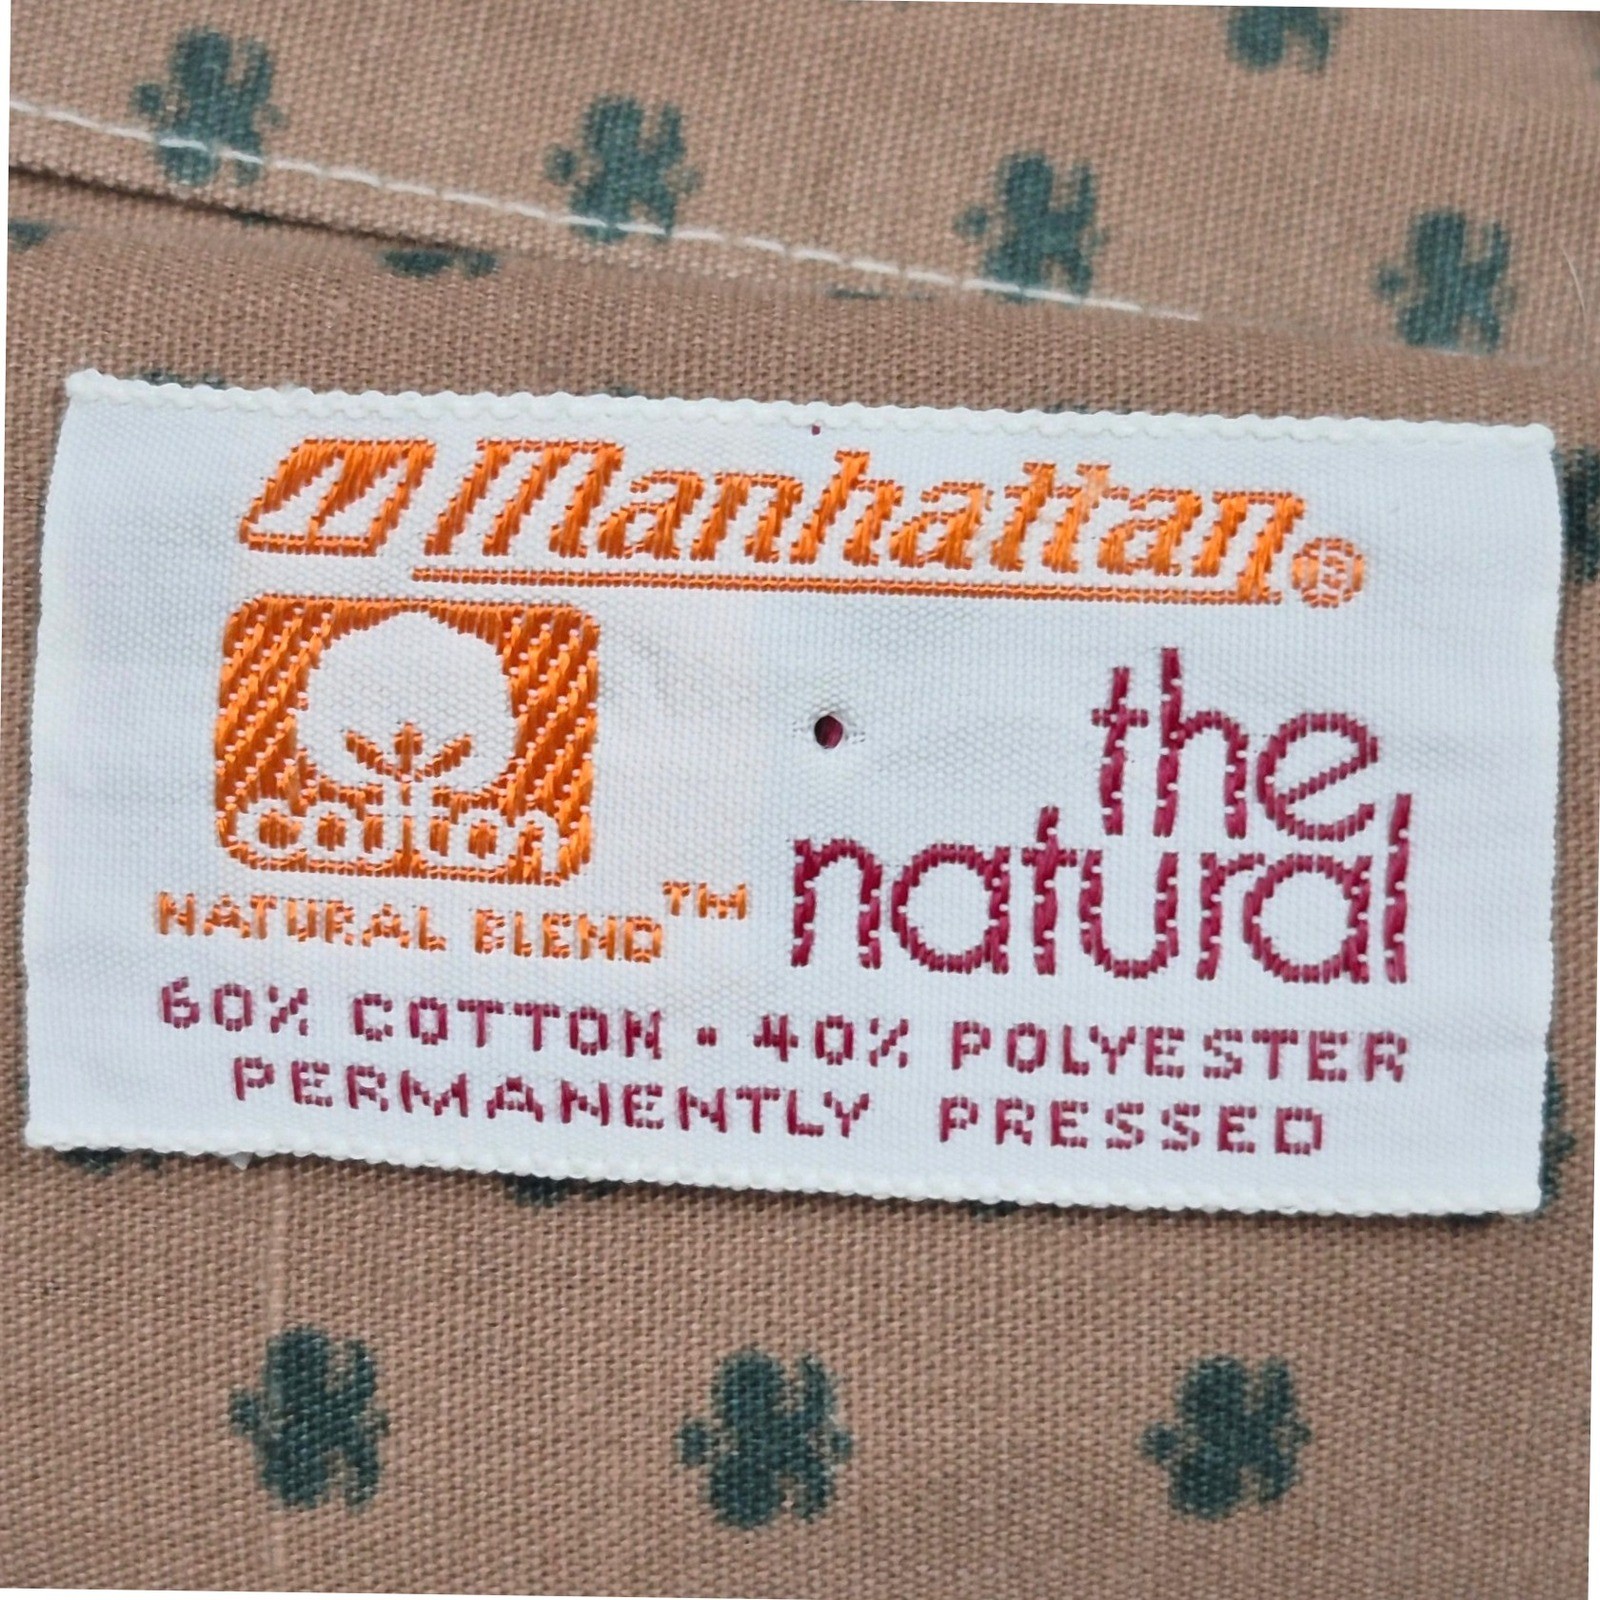 Manhattan®
cotton
NATURAL BLEND™
the
natural
60% COTTON • 40% POLYESTER
PERMANENTLY PRESSED